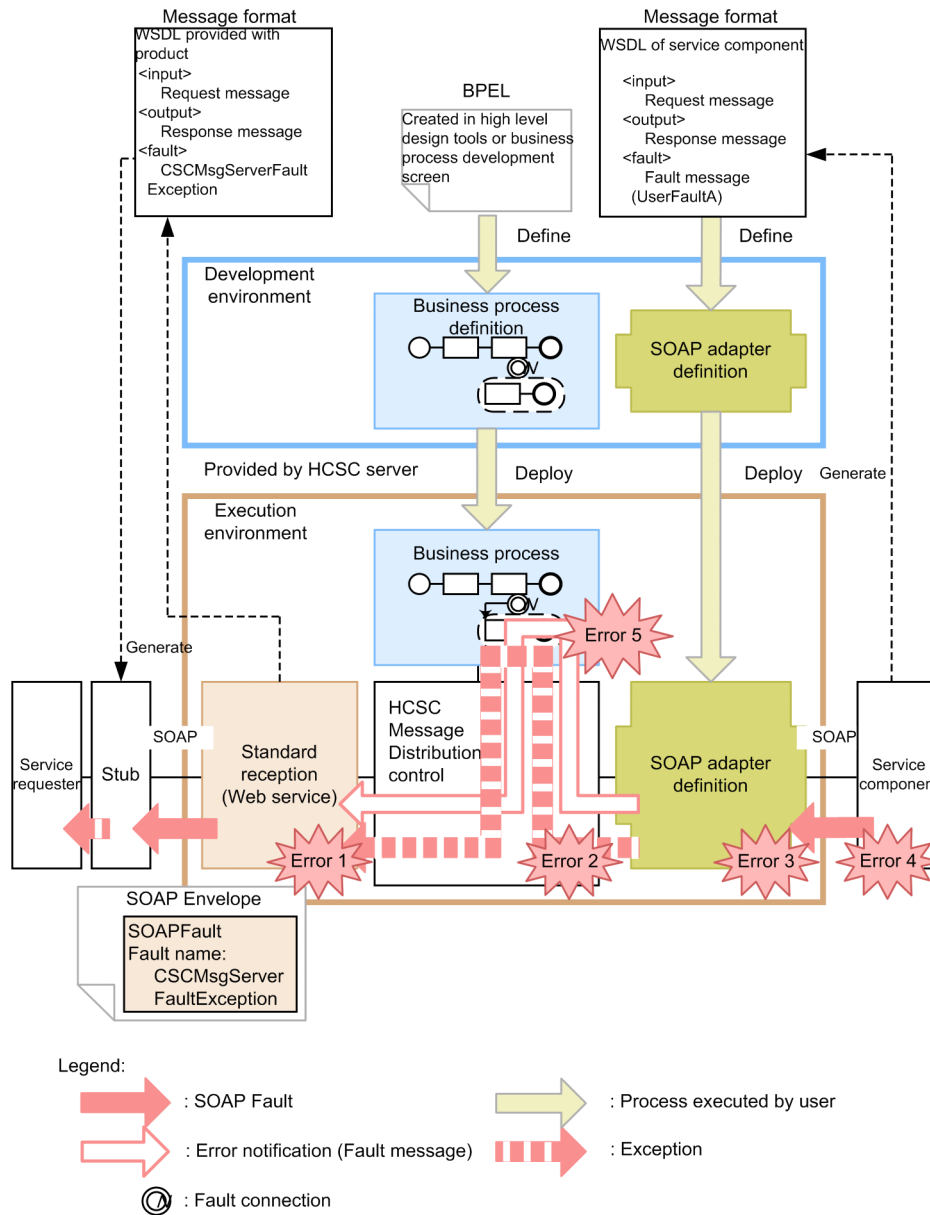 Message format
WSDL provided with
product
<input>
Request message
<output>
Response message
<fault>
CSCMsgServerFault
Exception
BPEL
Created in high level
design tools or business
process development
screen
Message format
WSDL of service component
<input>
Request message
<output>
Response message
<fault>
Fault message
(UserFaultA)
Define
Define
Development
environment
Business process
definition
SOAP adapter
definition
Provided by HCSC server
Deploy
Deploy
Generate
Execution
environment
Business process
Error 5
Generate
Service
requester
Stub
SOAP
Standard
reception
(Web service)
HCSC
Message
Distribution
control
SOAP adapter
definition
SOAP
Service
component
Error 1
Error 2
Error 3
Error 4
SOAP Envelope
SOAPFault
Fault name:
CSCMsgServer
FaultException
Legend:
: SOAP Fault
: Process executed by user
: Error notification (Fault message)
: Exception
: Fault connection